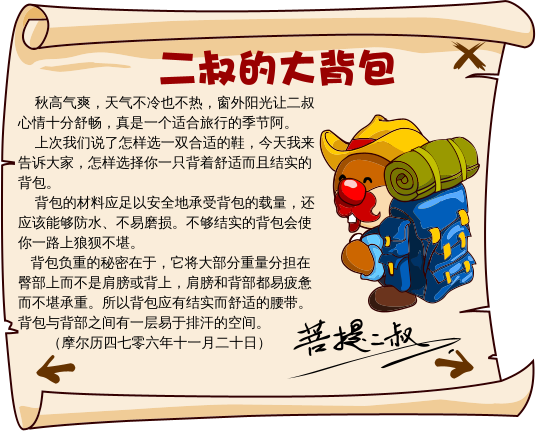 二叔的大背包
秋高气爽，天气不冷也不热，窗外阳光让二叔
心情十分舒畅，真是一个适合旅行的季节阿。
上次我们说了怎样选一双合适的鞋，今天我来
告诉大家，怎样选择你一只背着舒适而且结实的
背包。
背包的材料应足以安全地承受背包的载量，还
应该能够防水、不易磨损。不够结实的背包会使
你一路上狼狈不堪。
背包负重的秘密在于，它将大部分重量分担在
臀部上而不是肩膀或背上，肩膀和背部都易疲惫
而不堪承重。所以背包应有结实而舒适的腰带。
背包与背部之间有一层易于排汗的空间。
（摩尔历四七零六年十一月二十日）
菩提二叔